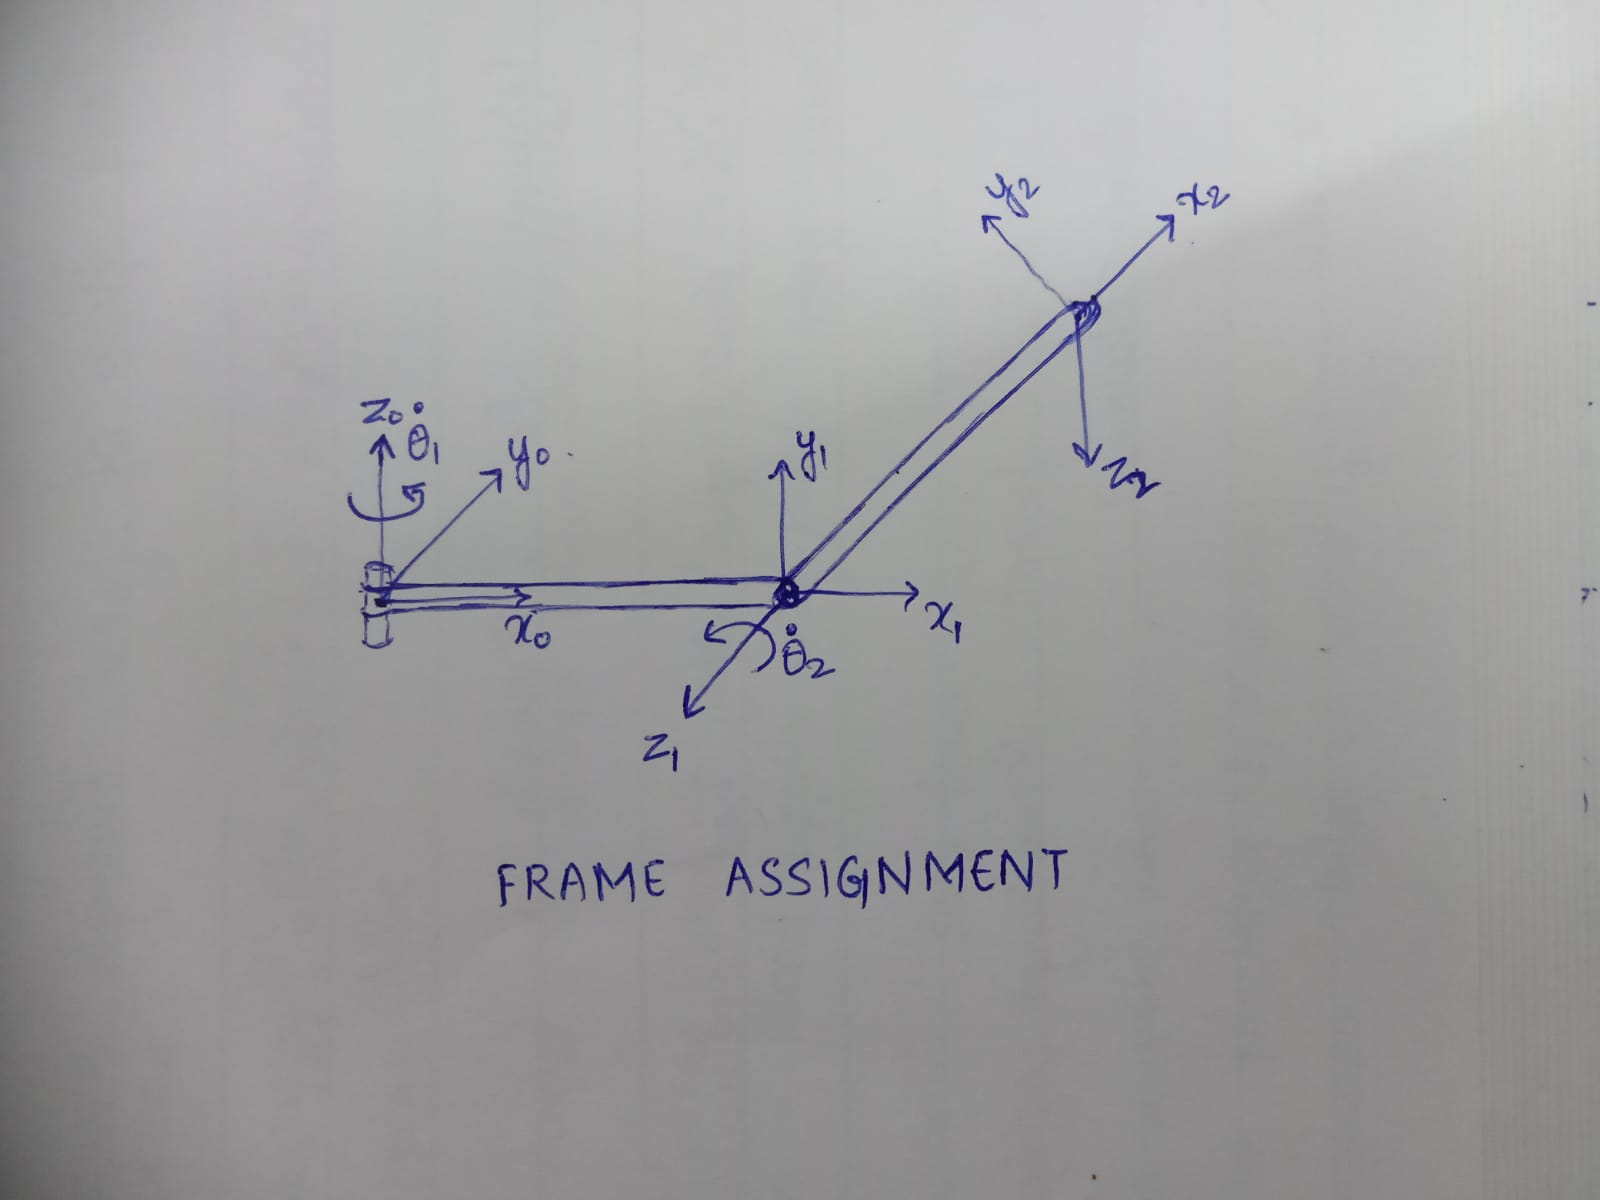 y₂
x₂
z₀
θ̇₁
y₀
y₁
z₂
x₀
x₁
θ̇₂
z₁
FRAME ASSIGNMENT